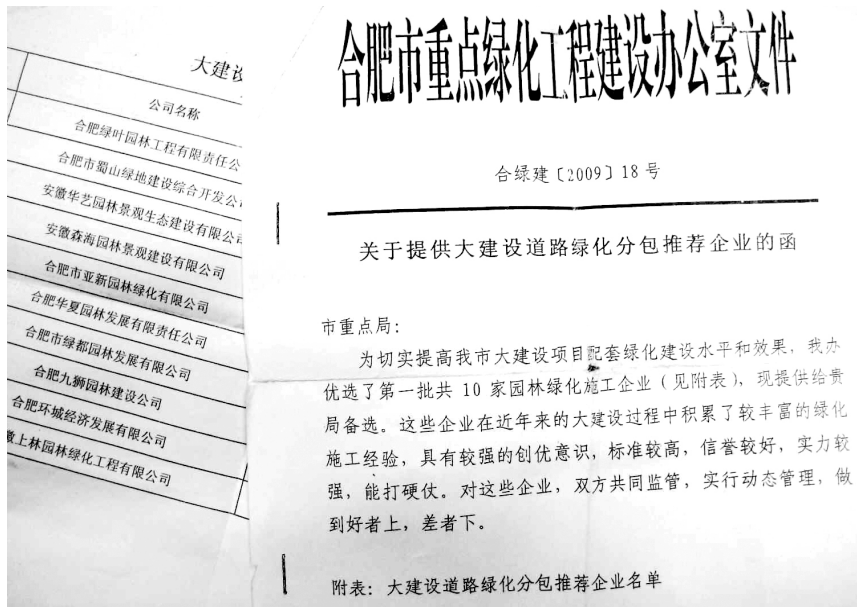 大建设
公司名称
合肥绿叶园林工程有限责任公
合肥市蜀山绿地建设综合开发公
安徽华艺园林景观生态建设有限公司
安徽森海园林景观建设有限公司
合肥市亚新园林绿化有限公司
合肥华夏园林发展有限责任公司
合肥市绿都园林发展有限公司
合肥九狮园林建设公司
合肥环城经济发展有限公司
徽上林园林绿化工程有限公司
合肥市重点绿化工程建设办公室文件
合绿建〔2009〕18号
关于提供大建设道路绿化分包推荐企业的函
市重点局：
为切实提高我市大建设项目配套绿化建设水平和效果，我办
优选了第一批共10家园林绿化施工企业（见附表），现提供给贵
局备选。这些企业在近年来的大建设过程中积累了较丰富的绿化
施工经验，具有较强的创优意识，标准较高，信誉较好，实力较
强，能打硬仗。对这些企业，双方共同监管，实行动态管理，做
到好者上，差者下。
附表：大建设道路绿化分包推荐企业名单